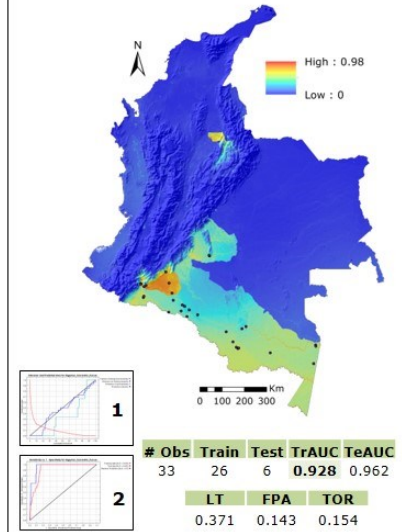 N
High : 0.98
Low : 0
Km
0 100 200 300
1
2
# Obs Train Test TrAUC TeAUC
33 26 6 0.928 0.962
LT FPA TOR
0.371 0.143 0.154